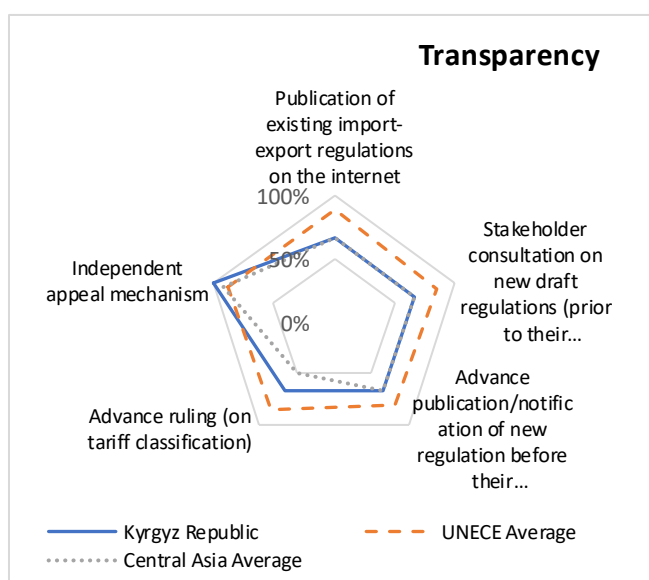 Transparency
Publication of
existing import-
export regulations
on the internet
100%
50%
0%
Stakeholder
consultation on
new draft
regulations (prior
to their...
Advance
publication/notific
ation of new
regulation before
their...
Advance ruling (on
tariff classification)
Independent
appeal mechanism
Kyrgyz Republic
UNECE Average
Central Asia Average